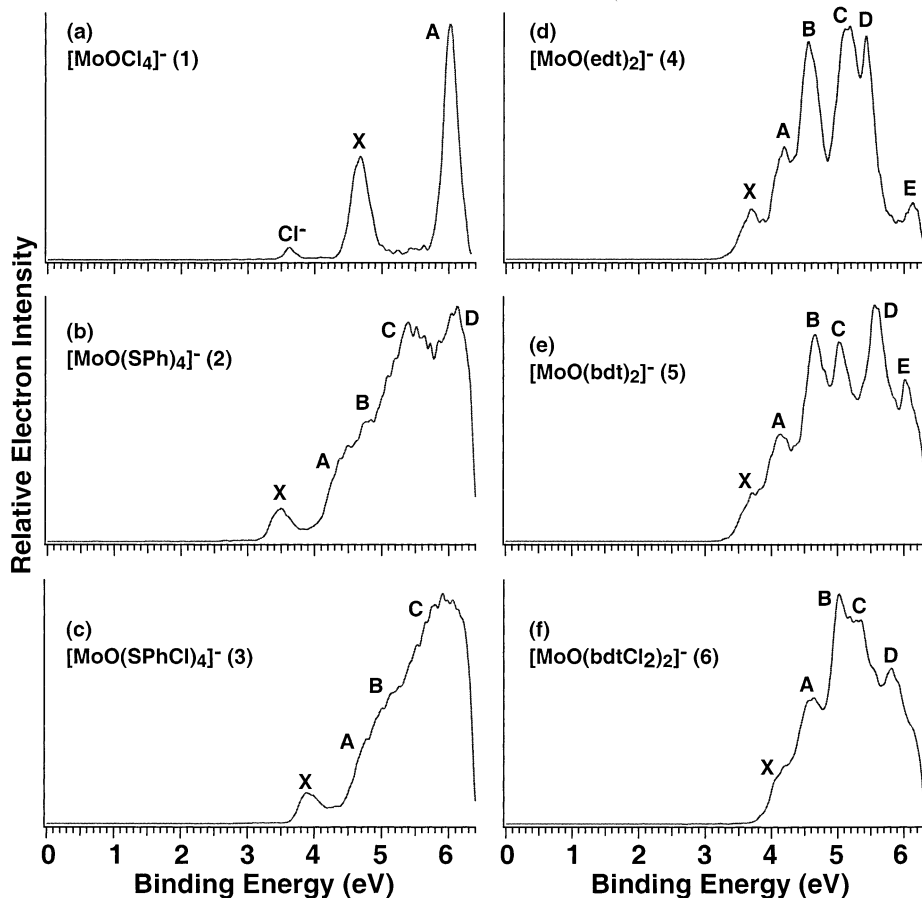 (a)
[MoOCl4]- (1)
A
X
Cl-
(b)
[MoO(SPh)4]- (2)
C
D
B
A
X
(c)
[MoO(SPhCl)4]- (3)
C
B
A
X
0 1 2 3 4 5 6
Binding Energy (eV)
Relative Electron Intensity
(d)
[MoO(edt)2]- (4)
B
C
D
A
X
E
(e)
[MoO(bdt)2]- (5)
B
C
D
E
A
X
(f)
[MoO(bdtCl2)2]- (6)
B
C
D
A
X
0 1 2 3 4 5 6
Binding Energy (eV)